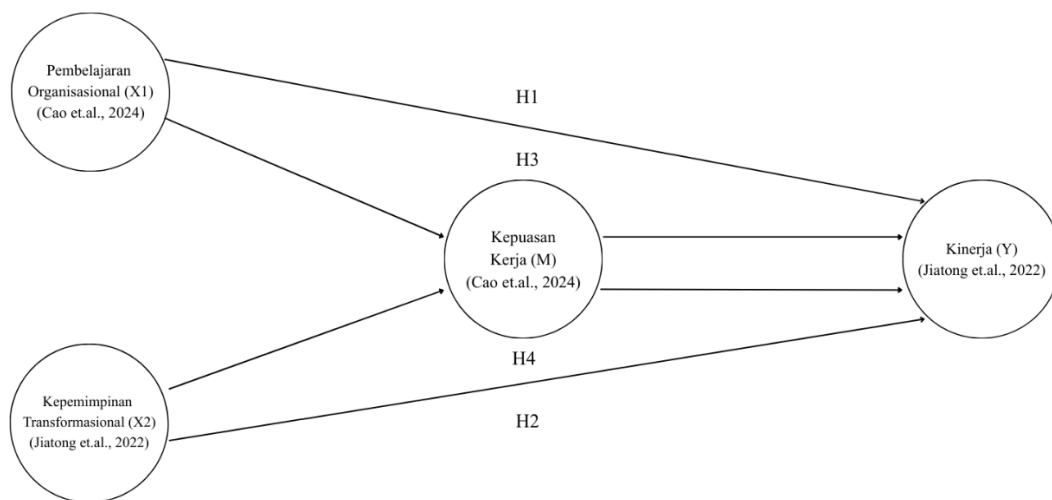 Pembelajaran
Organisasional (X1)
(Cao et.al., 2024)
H1
H3
Kepuasan
Kerja (M)
(Cao et.al., 2024)
Kinerja (Y)
(Jiatong et.al., 2022)
H4
Kepemimpinan
Transformasional (X2)
(Jiatong et.al., 2022)
H2